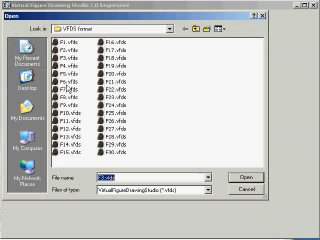 Virtual Figure Drawing Studio 1.0 Registered
Open
Look in: VFDS format
My Recent Documents
Desktop
My Documents
My Computer
My Network Places
F1.vfds
F2.vfds
F3.vfds
F4.vfds
F5.vfds
F6.vfds
F7.vfds
F8.vfds
F9.vfds
F10.vfds
F11.vfds
F12.vfds
F13.vfds
F14.vfds
F15.vfds
F16.vfds
F17.vfds
F18.vfds
F19.vfds
F20.vfds
F21.vfds
F22.vfds
F23.vfds
F24.vfds
F25.vfds
F26.vfds
F27.vfds
F28.vfds
F29.vfds
F30.vfds
File name: F3.vfds Open
Files of type: VirtualFigureDrawingStudio (*.vfds) Cancel